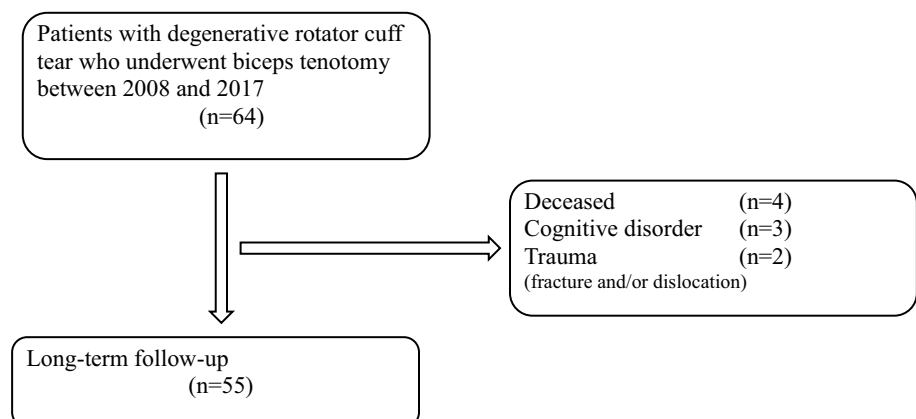 Patients with degenerative rotator cuff
tear who underwent biceps tenotomy
between 2008 and 2017
(n=64)
Deceased (n=4)
Cognitive disorder (n=3)
Trauma (n=2)
(fracture and/or dislocation)
Long-term follow-up
(n=55)